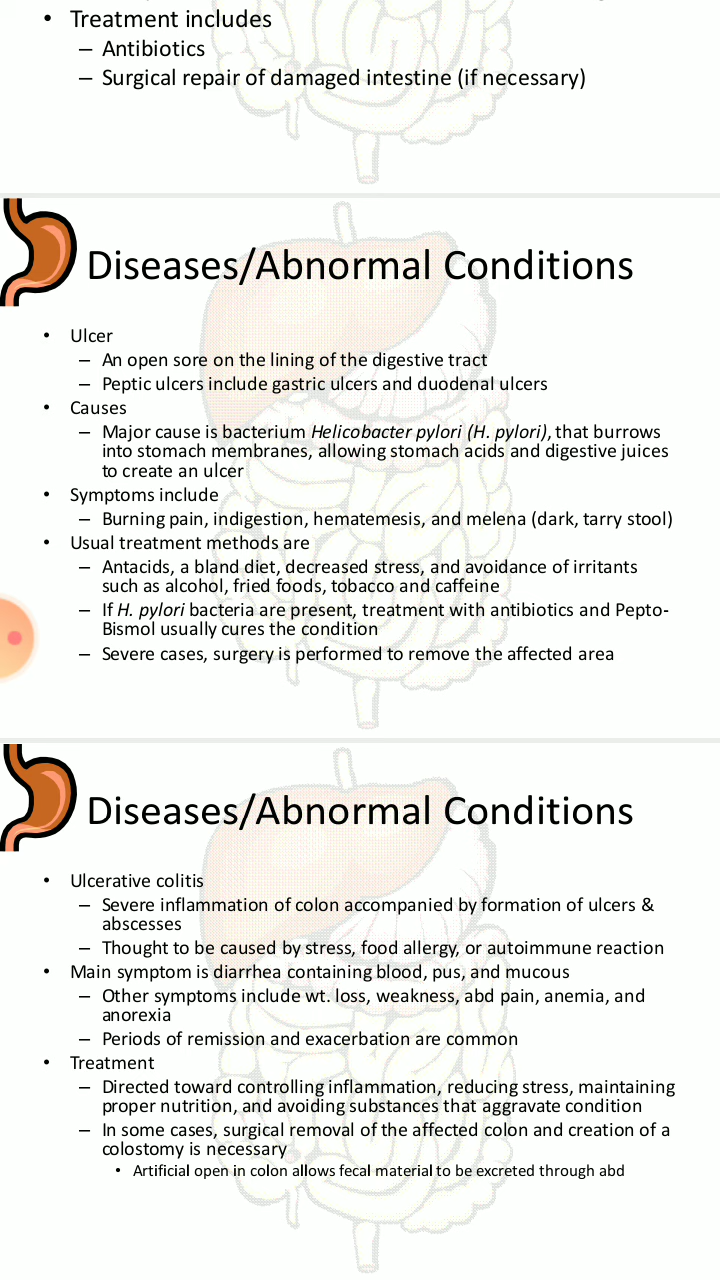 • Treatment includes
– Antibiotics
– Surgical repair of damaged intestine (if necessary)
Diseases/Abnormal Conditions
• Ulcer
– An open sore on the lining of the digestive tract
– Peptic ulcers include gastric ulcers and duodenal ulcers
• Causes
– Major cause is bacterium Helicobacter pylori (H. pylori), that burrows
into stomach membranes, allowing stomach acids and digestive juices
to create an ulcer
• Symptoms include
– Burning pain, indigestion, hematemesis, and melena (dark, tarry stool)
• Usual treatment methods are
– Antacids, a bland diet, decreased stress, and avoidance of irritants
such as alcohol, fried foods, tobacco and caffeine
– If H. pylori bacteria are present, treatment with antibiotics and Pepto-
Bismol usually cures the condition
– Severe cases, surgery is performed to remove the affected area
Diseases/Abnormal Conditions
• Ulcerative colitis
– Severe inflammation of colon accompanied by formation of ulcers &
abscesses
– Thought to be caused by stress, food allergy, or autoimmune reaction
• Main symptom is diarrhea containing blood, pus, and mucous
– Other symptoms include wt. loss, weakness, abd pain, anemia, and
anorexia
– Periods of remission and exacerbation are common
• Treatment
– Directed toward controlling inflammation, reducing stress, maintaining
proper nutrition, and avoiding substances that aggravate condition
– In some cases, surgical removal of the affected colon and creation of a
colostomy is necessary
• Artificial open in colon allows fecal material to be excreted through abd